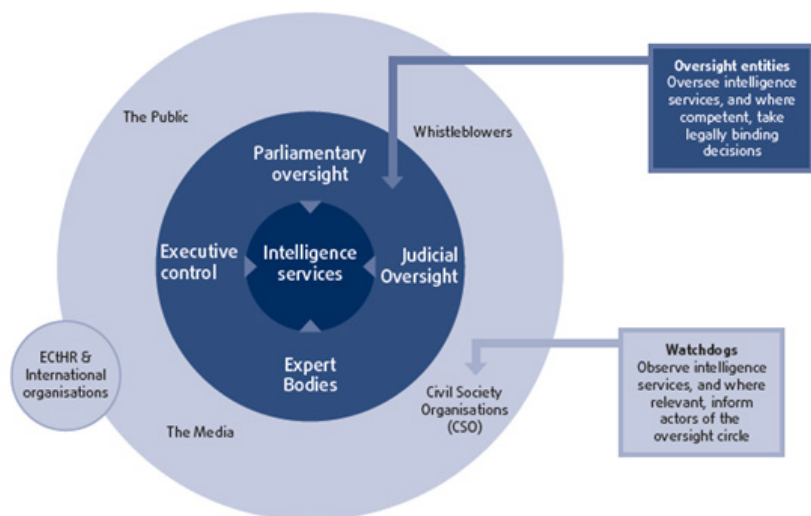 Oversight entities
Oversee intelligence
services, and where
competent, take
legally binding
decisions
The Public
Whistleblowers
Parliamentary
oversight
Executive
control
Intelligence
services
Judicial
Oversight
Expert
Bodies
ECtHR &
International
organisations
The Media
Civil Society
Organisations
(CSO)
Watchdogs
Observe intelligence
services, and where
relevant, inform
actors of the
oversight circle